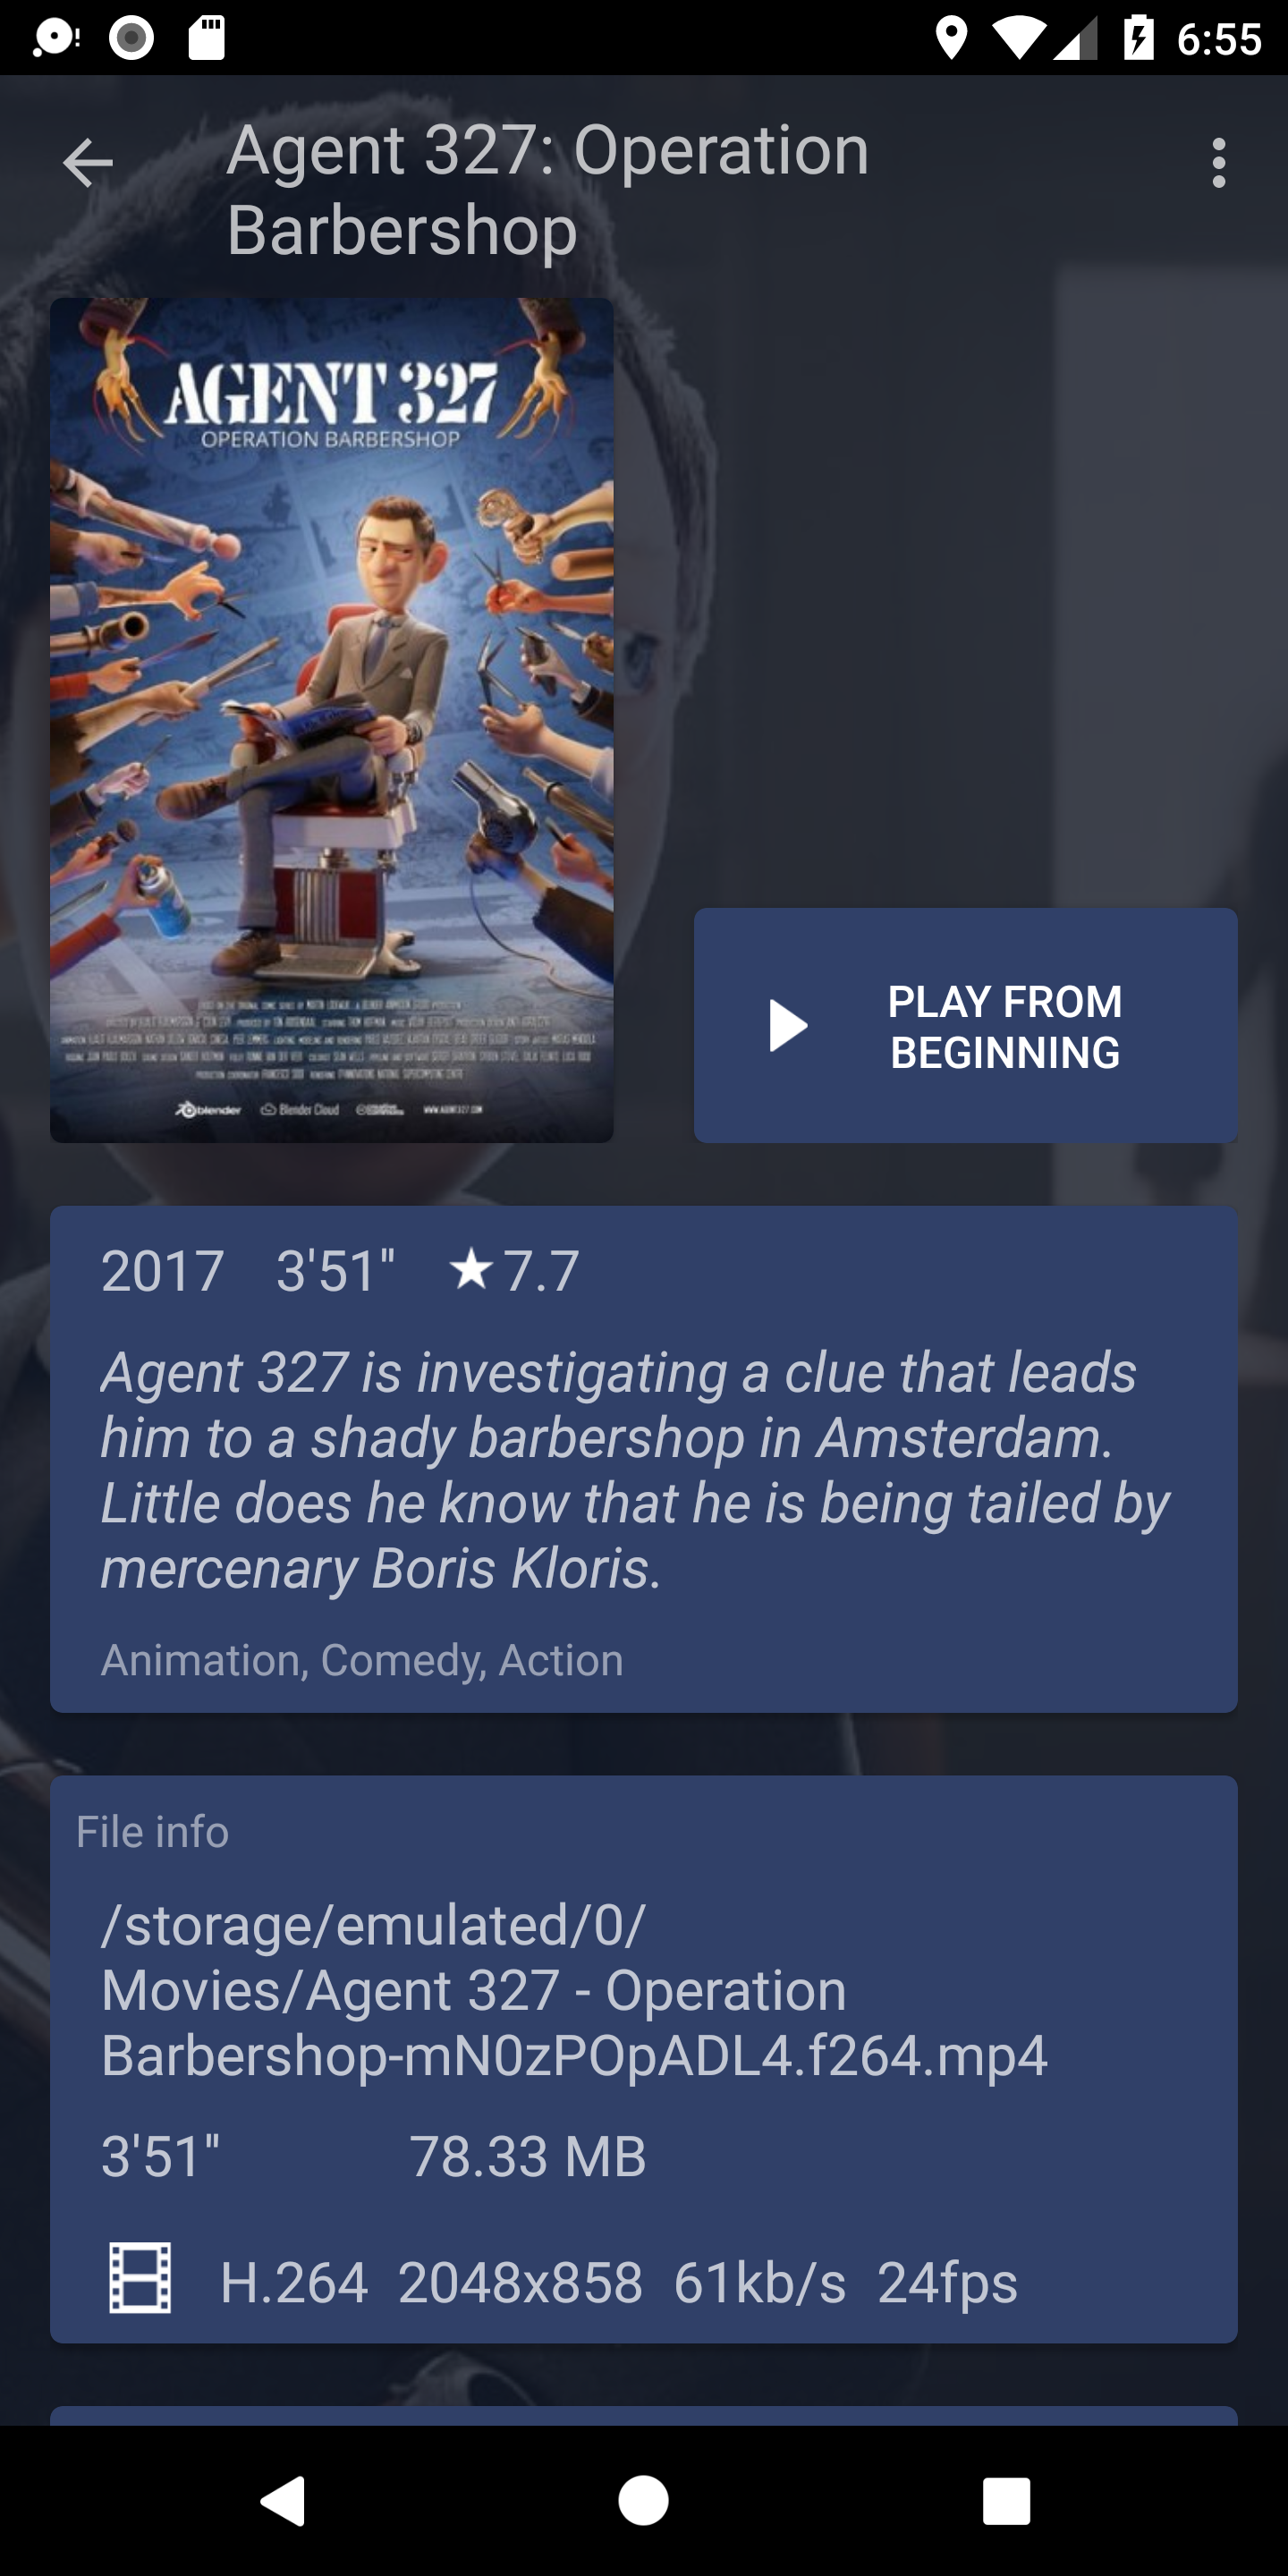 6:55
Agent 327: Operation
Barbershop
AGENT 327
OPERATION BARBERSHOP
blender Blender Cloud WWW.AGENT327.COM
PLAY FROM
BEGINNING
2017 3'51" ★7.7
Agent 327 is investigating a clue that leads
him to a shady barbershop in Amsterdam.
Little does he know that he is being tailed by
mercenary Boris Kloris.
Animation, Comedy, Action
File info
/storage/emulated/0/
Movies/Agent 327 - Operation
Barbershop-mN0zPOpADL4.f264.mp4
3'51" 78.33 MB
H.264 2048x858 61kb/s 24fps